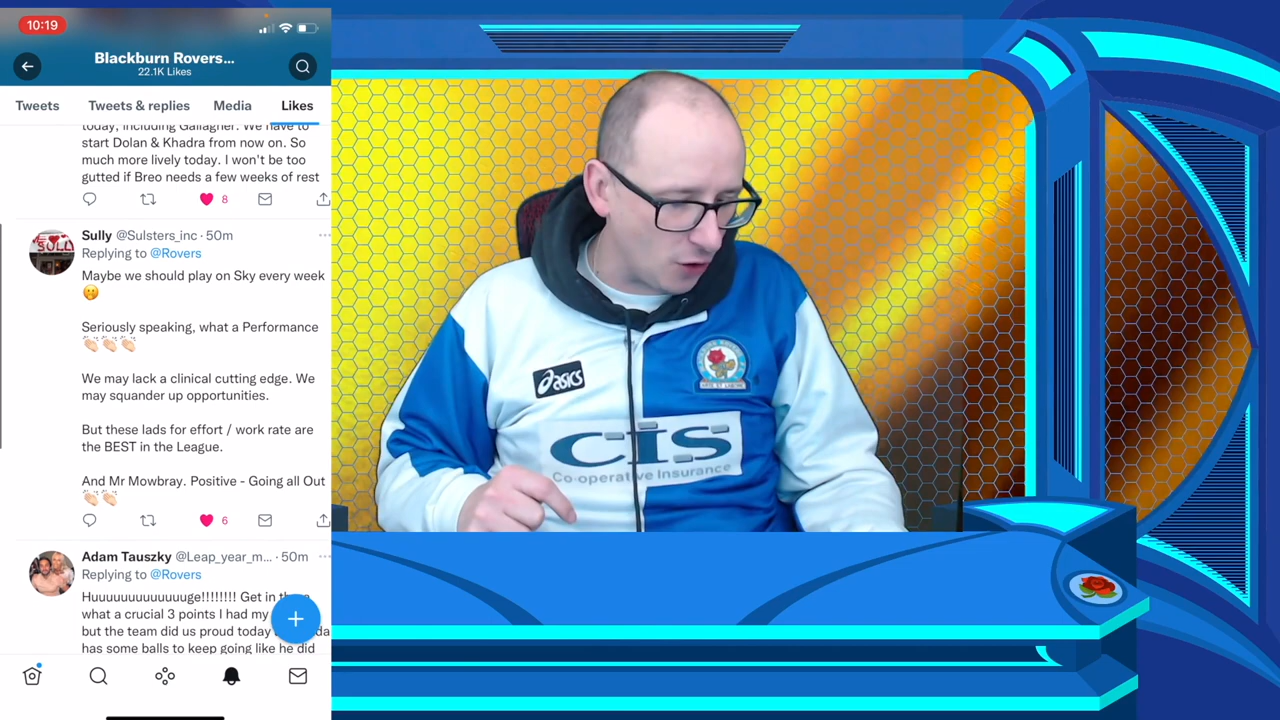 10:19
Blackburn Rovers...
22.1K Likes
Tweets Tweets & replies Media Likes
today, including Gallagher. We have to
start Dolan & Khadra from now on. So
much more lively today. I won't be too
gutted if Breo needs a few weeks of rest
8
Sully @Sulsters_inc · 50m
Replying to @Rovers
Maybe we should play on Sky every week
🤭
Seriously speaking, what a Performance
👏🏻👏🏻👏🏻
We may lack a clinical cutting edge. We
may squander up opportunities.
But these lads for effort / work rate are
the BEST in the League.
And Mr Mowbray. Positive - Going all Out
👏🏻👏🏻
6
Adam Tauszky @Leap_year_m... · 50m
Replying to @Rovers
Huuuuuuuuuuuuuge!!!!!!!! Get in
what a crucial 3 points I had my
but the team did us proud today
has some balls to keep going like he did
asics
CIS
Co-operative Insurance